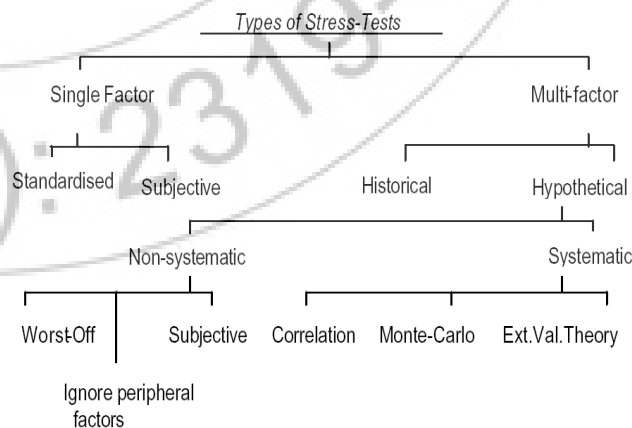 Types of Stress-Tests
Single Factor
Multi-factor
Standardised
Subjective
Historical
Hypothetical
Non-systematic
Systematic
Worst-Off
Subjective
Correlation
Monte-Carlo
Ext.Val.Theory
Ignore peripheral
factors
): 2319-